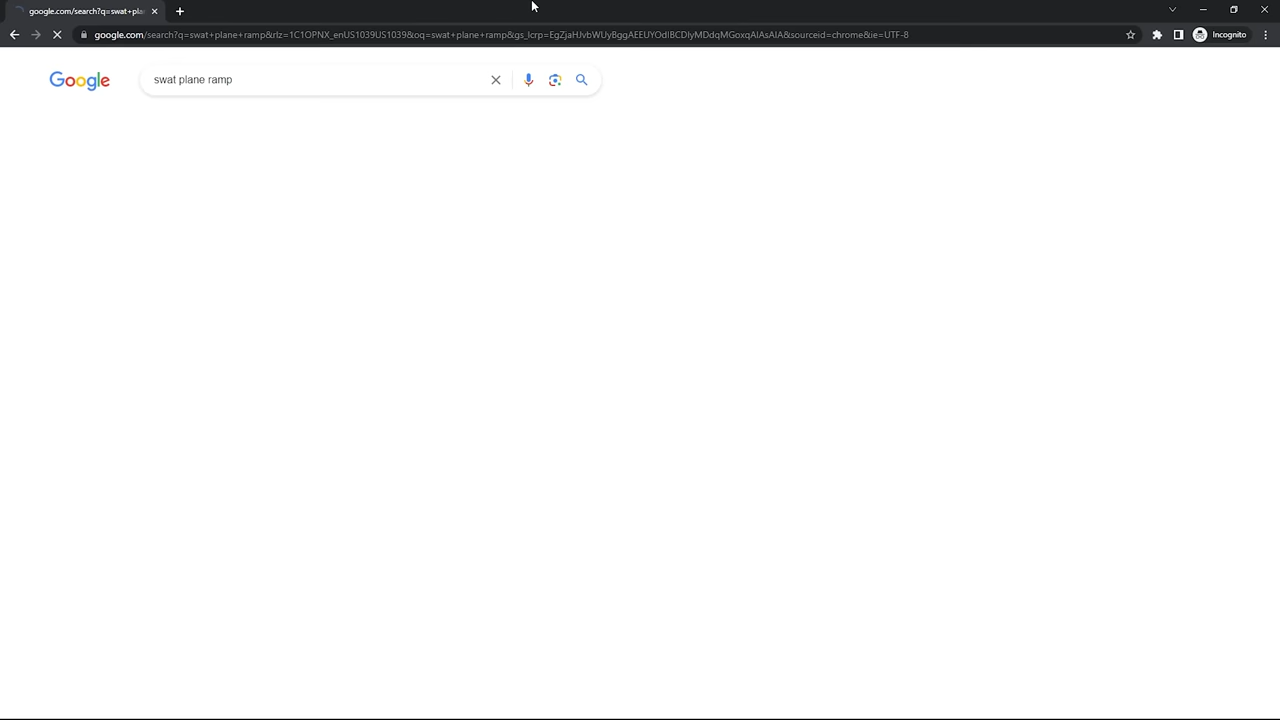 google.com/search?q=swat+pla
google.com/search?q=swat+plane+ramp&rlz=1C1OPNX_enUS1039US1039&oq=swat+plane+ramp&gs_lcrp=EgZjaHJvbWUyBggAEEUYOdIBCDIyMDdqMGoxqAIAsAIA&sourceid=chrome&ie=UTF-8
Incognito
Google
swat plane ramp